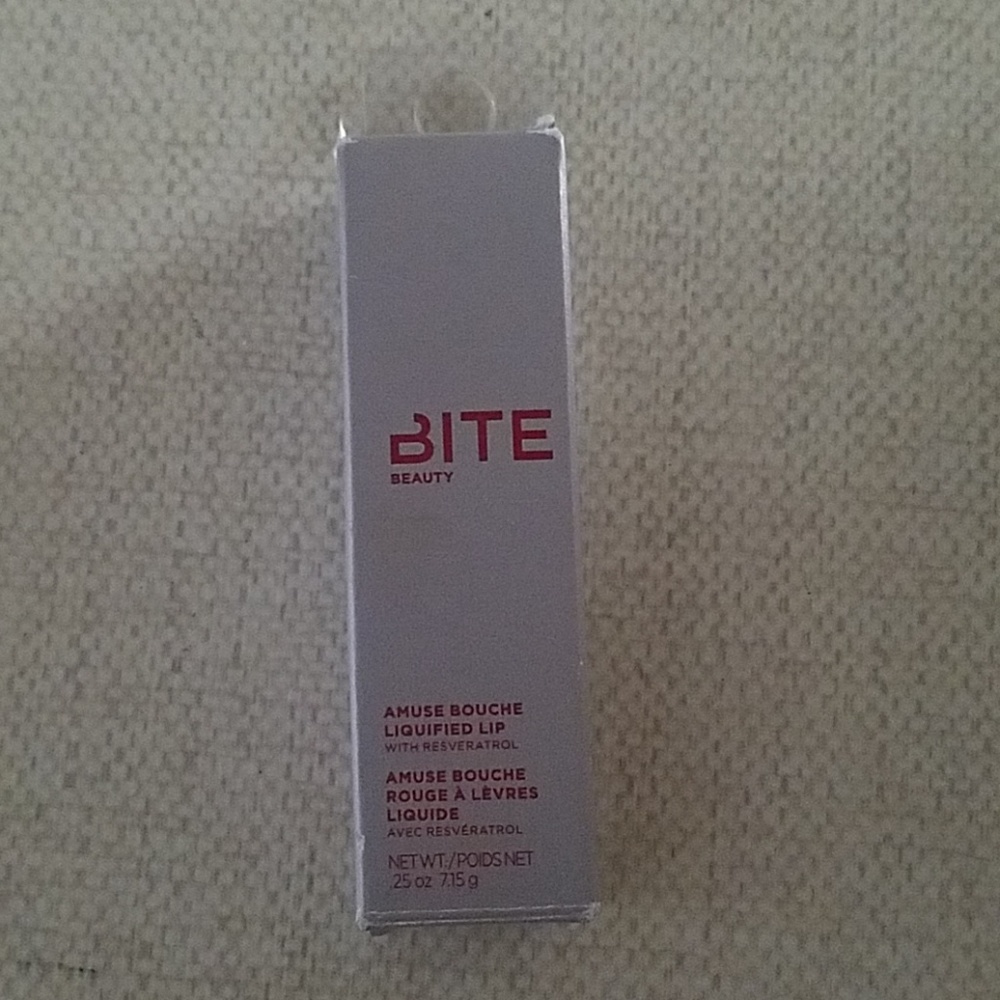 BITE
BEAUTY
AMUSE BOUCHE
LIQUIFIED LIP
WITH RESVERATROL
AMUSE BOUCHE
ROUGE À LÈVRES
LIQUIDE
AVEC RESVÉRATROL
NET WT./POIDS NET
.25 oz 7.15 g